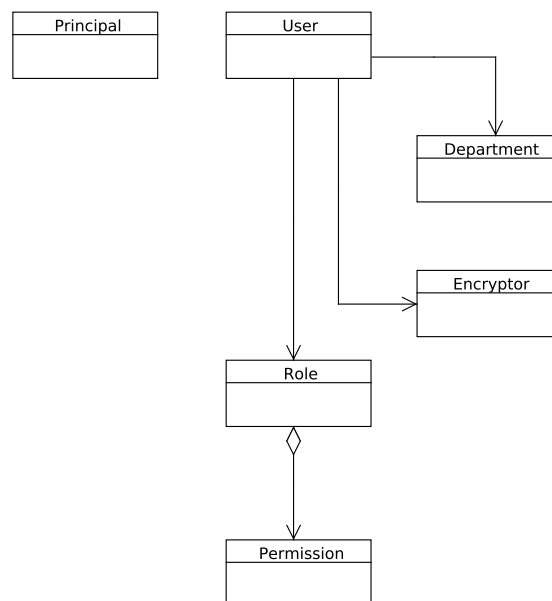 Principal
User
Department
Encryptor
Role
Permission